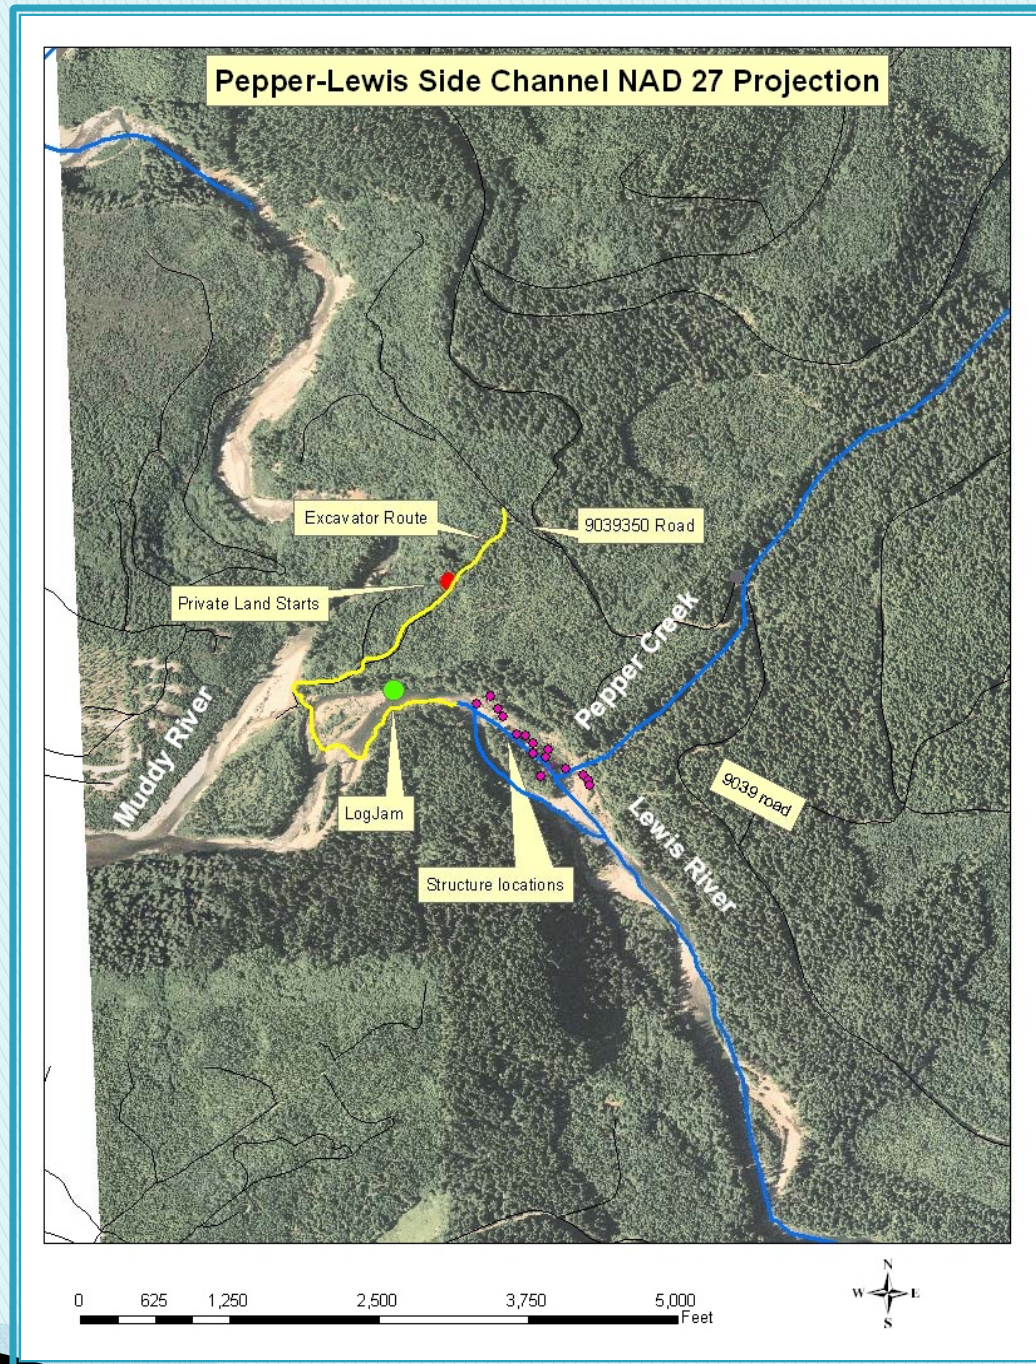 Pepper-Lewis Side Channel NAD 27 Projection
Excavator Route
9039350 Road
Private Land Starts
Pepper Creek
Muddy River
LogJam
9039 road
Lewis River
Structure locations
0 625 1,250 2,500 3,750 5,000
Feet
N
W E
S